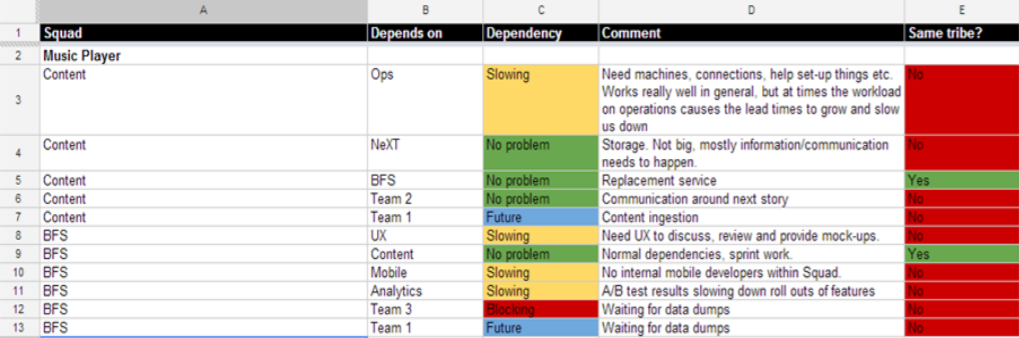 A B C D E
1 Squad Depends on Dependency Comment Same tribe?
2 Music Player
3 Content Ops Slowing Need machines, connections, help set-up things etc. No
Works really well in general, but at times the workload
on operations causes the lead times to grow and slow
us down
4 Content NeXT No problem Storage. Not big, mostly information/communication No
needs to happen.
5 Content BFS No problem Replacement service Yes
6 Content Team 2 No problem Communication around next story No
7 Content Team 1 Future Content ingestion No
8 BFS UX Slowing Need UX to discuss, review and provide mock-ups. No
9 BFS Content No problem Normal dependencies, sprint work. Yes
10 BFS Mobile Slowing No internal mobile developers within Squad. No
11 BFS Analytics Slowing A/B test results slowing down roll outs of features No
12 BFS Team 3 Blocking Waiting for data dumps No
13 BFS Team 1 Future Waiting for data dumps No